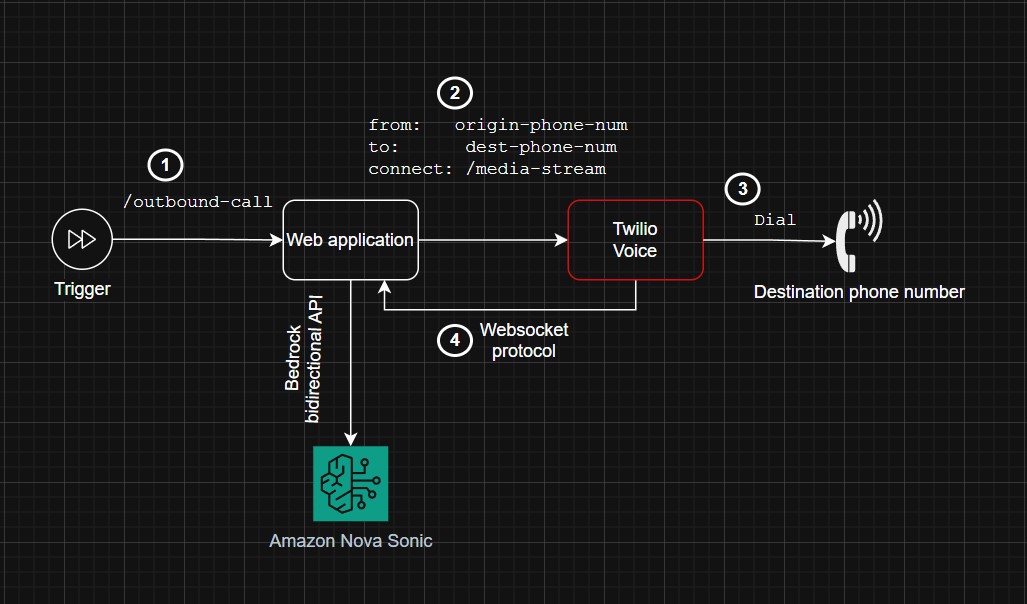 2
from: origin-phone-num
to: dest-phone-num
connect: /media-stream
1
/outbound-call
3
Dial
Trigger
Web application
Twilio
Voice
Destination phone number
Bedrock
bidirectional API
4
Websocket
protocol
Amazon Nova Sonic